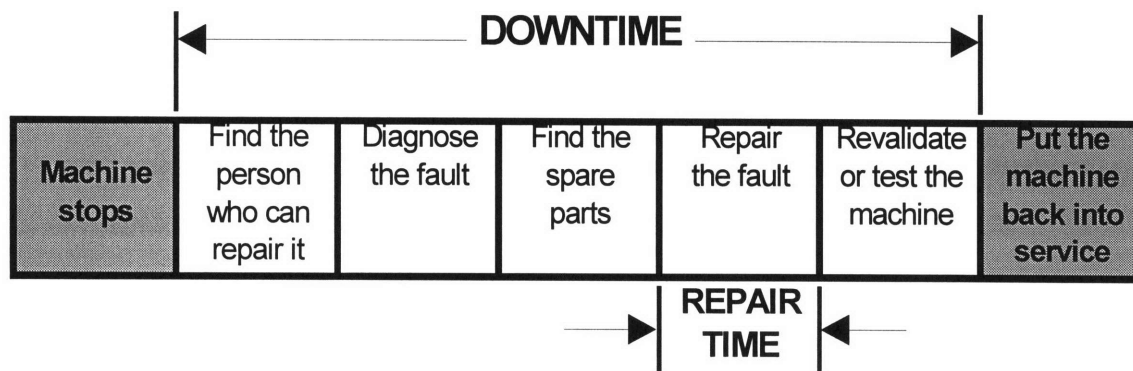 DOWNTIME
Machine
stops
Find the
person
who can
repair it
Diagnose
the fault
Find the
spare
parts
Repair
the fault
Revalidate
or test the
machine
Put the
machine
back into
service
REPAIR
TIME